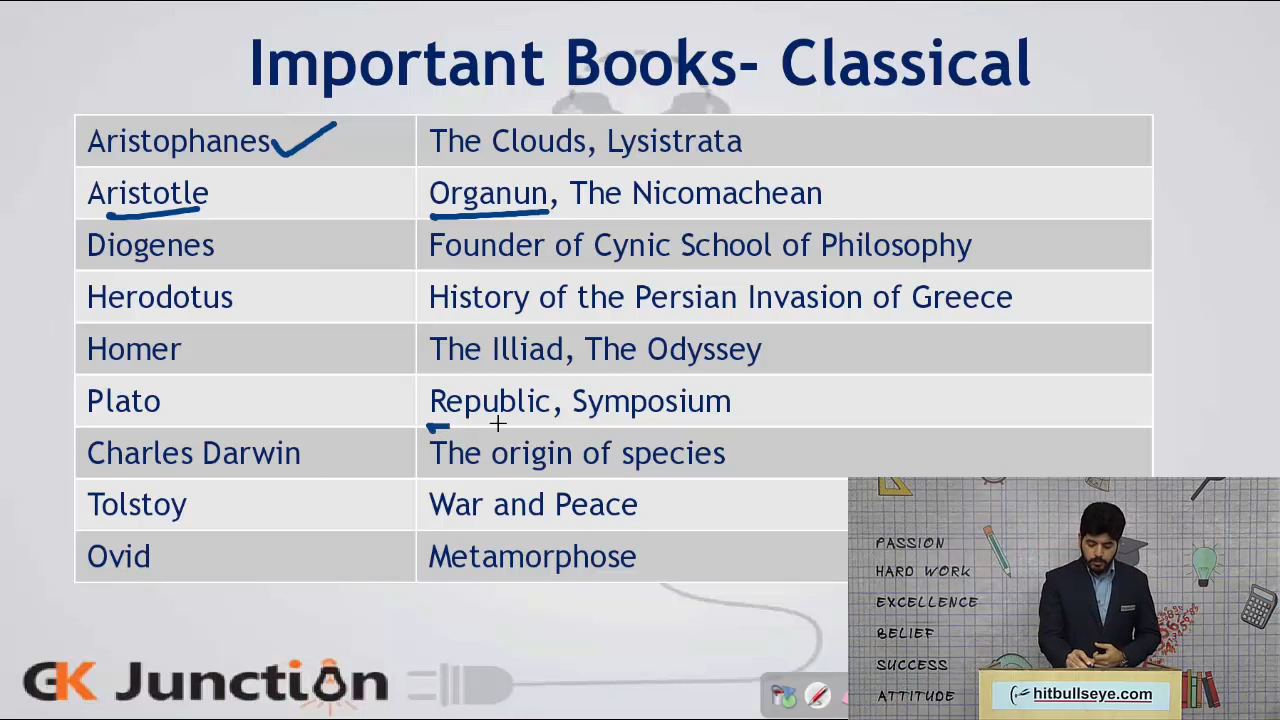 Important Books- Classical
Aristophanes The Clouds, Lysistrata
Aristotle Organun, The Nicomachean
Diogenes Founder of Cynic School of Philosophy
Herodotus History of the Persian Invasion of Greece
Homer The Illiad, The Odyssey
Plato Republic, Symposium
Charles Darwin The origin of species
Tolstoy War and Peace
Ovid Metamorphose
PASSION
HARD WORK
EXCELLENCE
BELIEF
SUCCESS
ATTITUDE
GK Junction
hitbullseye.com